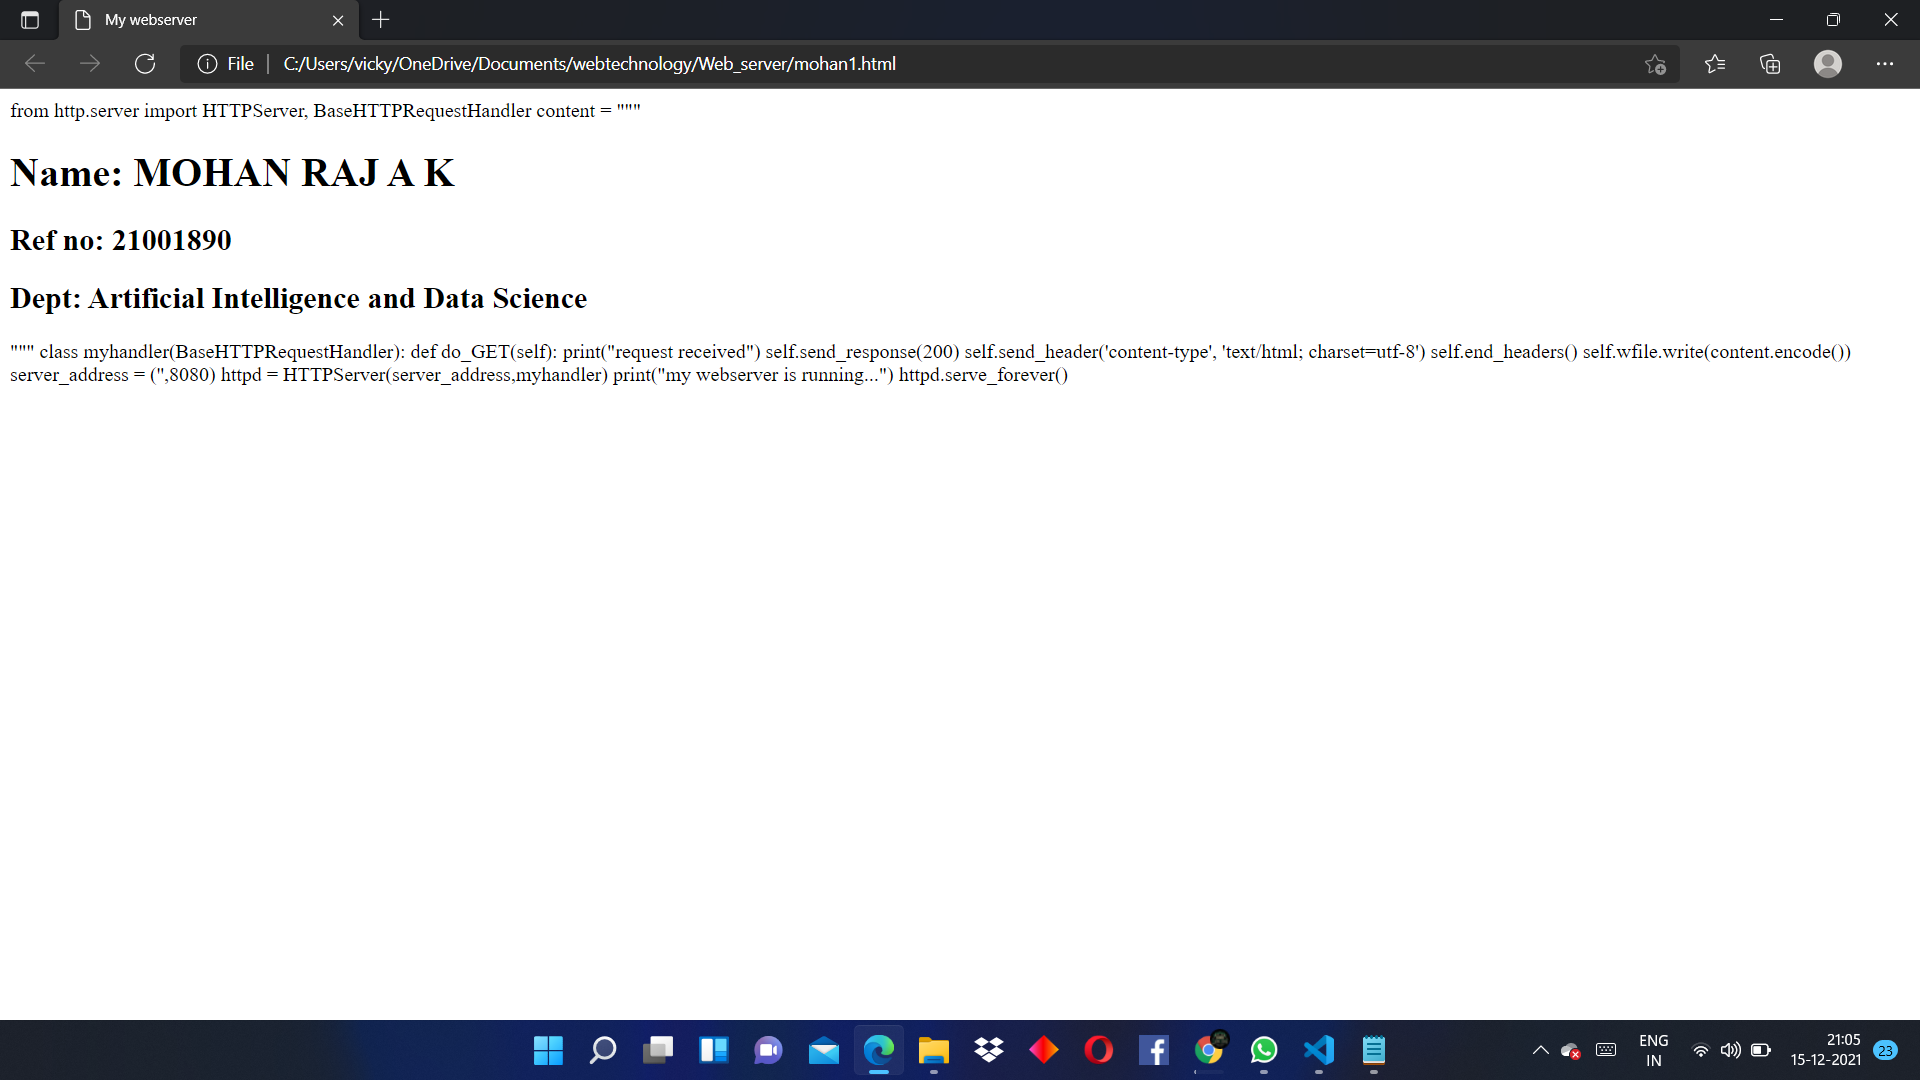 My webserver
File
C:/Users/vicky/OneDrive/Documents/webtechnology/Web_server/mohan1.html
from http.server import HTTPServer, BaseHTTPRequestHandler content = """
Name: MOHAN RAJ A K
Ref no: 21001890
Dept: Artificial Intelligence and Data Science
""" class myhandler(BaseHTTPRequestHandler): def do_GET(self): print("request received") self.send_response(200) self.send_header('content-type', 'text/html; charset=utf-8') self.end_headers() self.wfile.write(content.encode())
server_address = ('',8080) httpd = HTTPServer(server_address,myhandler) print("my webserver is running...") httpd.serve_forever()
ENG
IN
21:05
15-12-2021
23